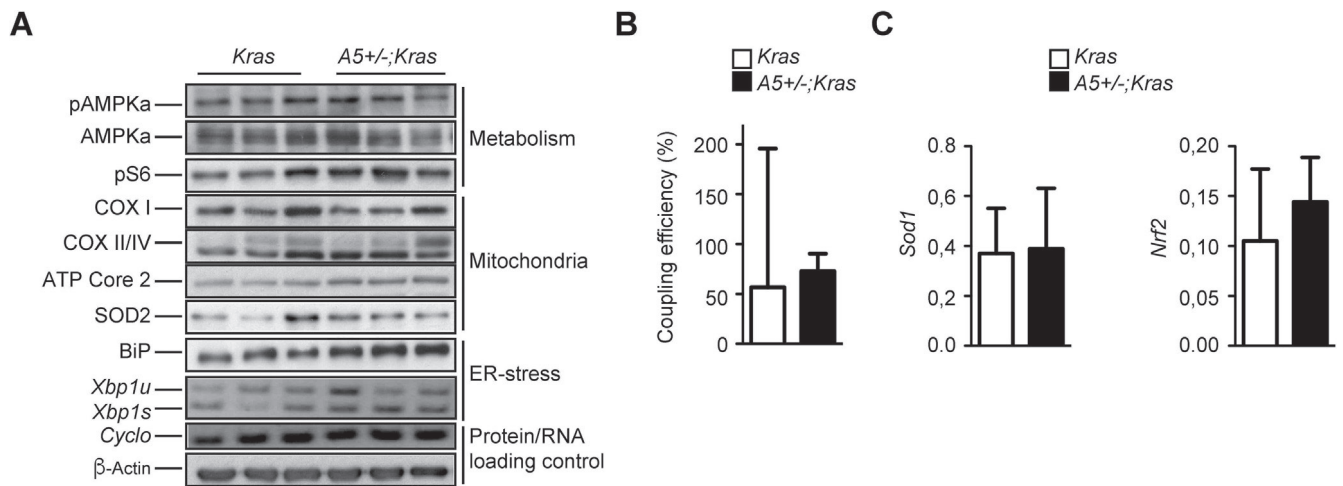 A
Kras
A5+/-;Kras
pAMPKa
AMPKa
pS6
Metabolism
COX I
COX II/IV
ATP Core 2
SOD2
Mitochondria
BiP
Xbp1u
Xbp1s
ER-stress
Cyclo
β-Actin
Protein/RNA
loading control
B
Kras
A5+/-;Kras
Coupling efficiency (%)
200
150
100
50
0
C
Kras
A5+/-;Kras
Sod1
0.8
0,6
0.4
0,2
0.0
Nrf2
0,20
0,15
0,10
0,05
0.00